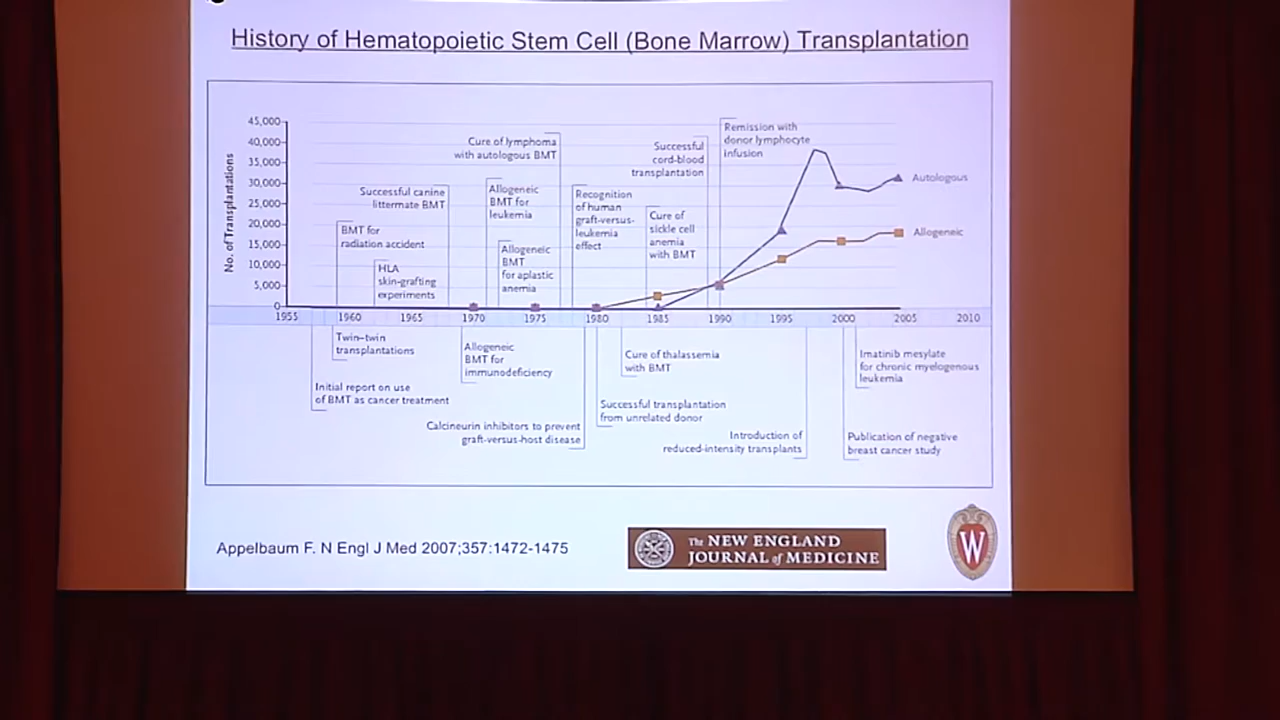 History of Hematopoietic Stem Cell (Bone Marrow) Transplantation
No. of Transplantations
45,000
40,000
35,000
30,000
25,000
20,000
15,000
10,000
5,000
0
Cure of lymphoma
with autologous BMT
Successful canine
littermate BMT
BMT for
radiation accident
HLA
skin-grafting
experiments
Allogeneic
BMT for
leukemia
Allogeneic
BMT
for aplastic
anemia
Recognition
of human
graft-versus-
leukemia
effect
Successful
cord-blood
transplantation
Cure of
sickle cell
anemia
with BMT
Remission with
donor lymphocyte
infusion
Autologous
Allogeneic
1955 1960 1965 1970 1975 1980 1985 1990 1995 2000 2005 2010
Twin–twin
transplantations
Initial report on use
of BMT as cancer treatment
Allogeneic
BMT for
immunodeficiency
Calcineurin inhibitors to prevent
graft-versus-host disease
Cure of thalassemia
with BMT
Successful transplantation
from unrelated donor
Introduction of
reduced-intensity transplants
Imatinib mesylate
for chronic myelogenous
leukemia
Publication of negative
breast cancer study
Appelbaum F. N Engl J Med 2007;357:1472-1475
The NEW ENGLAND
JOURNAL of MEDICINE
W